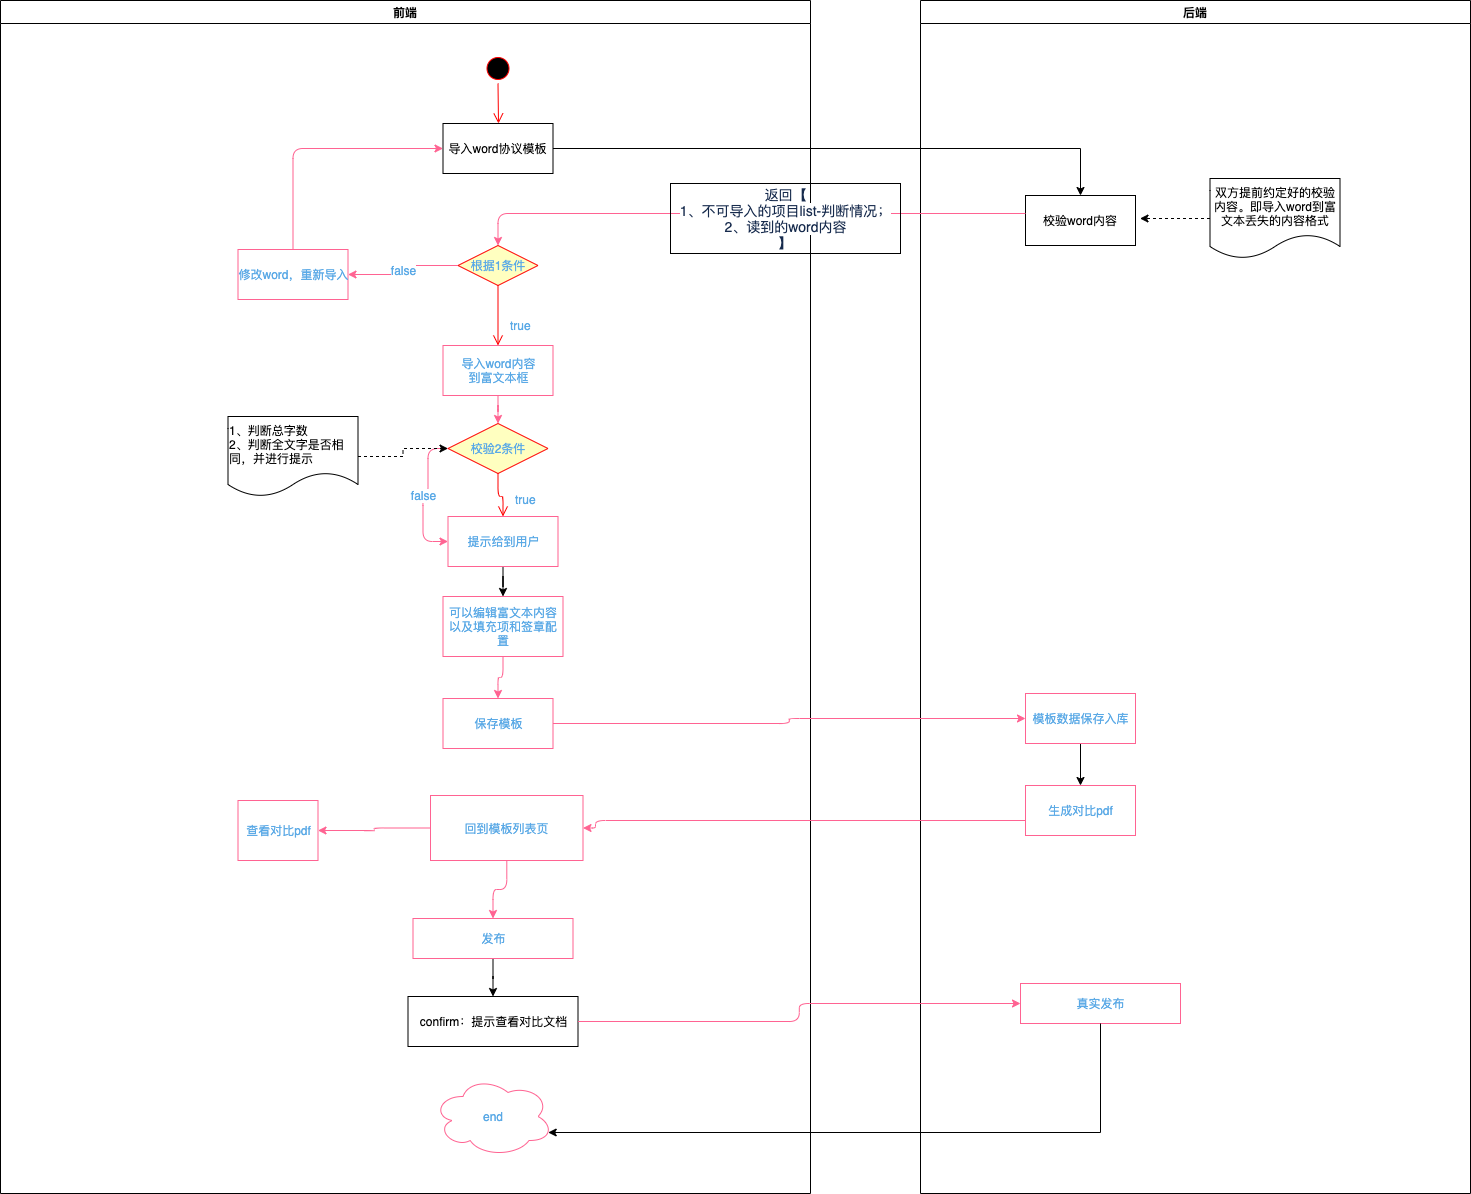 前端
后端
导入word协议模板
返回【
1、不可导入的项目list-判断情况；
2、读到的word内容
】
校验word内容
双方提前约定好的校验
内容。即导入word到富
文本丢失的内容格式
根据1条件
false
修改word，重新导入
true
导入word内容
到富文本框
1、判断总字数
2、判断全文字是否相
同，并进行提示
校验2条件
false
true
提示给到用户
可以编辑富文本内容
以及填充项和签章配
置
保存模板
模板数据保存入库
生成对比pdf
回到模板列表页
查看对比pdf
发布
confirm：提示查看对比文档
真实发布
end